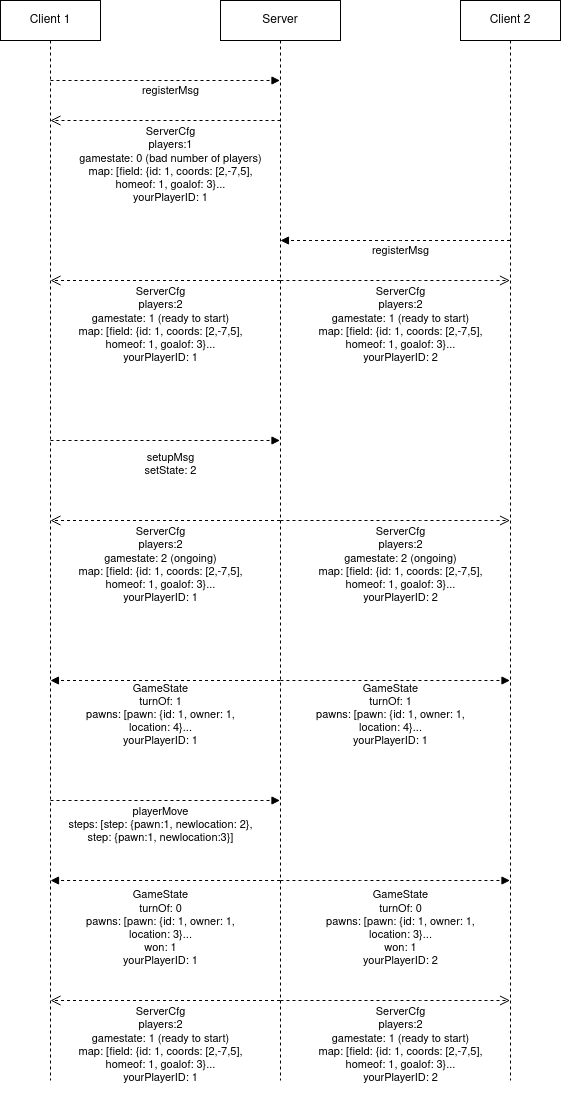 Client 1
Server
Client 2
registerMsg
ServerCfg
players:1
gamestate: 0 (bad number of players)
map: [field: {id: 1, coords: [2,-7,5],
homeof: 1, goalof: 3}...
yourPlayerID: 1
registerMsg
ServerCfg
players:2
gamestate: 1 (ready to start)
map: [field: {id: 1, coords: [2,-7,5],
homeof: 1, goalof: 3}...
yourPlayerID: 1
ServerCfg
players:2
gamestate: 1 (ready to start)
map: [field: {id: 1, coords: [2,-7,5],
homeof: 1, goalof: 3}...
yourPlayerID: 2
setupMsg
setState: 2
ServerCfg
players:2
gamestate: 2 (ongoing)
map: [field: {id: 1, coords: [2,-7,5],
homeof: 1, goalof: 3}...
yourPlayerID: 1
ServerCfg
players:2
gamestate: 2 (ongoing)
map: [field: {id: 1, coords: [2,-7,5],
homeof: 1, goalof: 3}...
yourPlayerID: 2
GameState
turnOf: 1
pawns: [pawn: {id: 1, owner: 1,
location: 4}...
yourPlayerID: 1
GameState
turnOf: 1
pawns: [pawn: {id: 1, owner: 1,
location: 4}...
yourPlayerID: 1
playerMove
steps: [step: {pawn:1, newlocation: 2},
step: {pawn:1, newlocation:3}]
GameState
turnOf: 0
pawns: [pawn: {id: 1, owner: 1,
location: 3}...
won: 1
yourPlayerID: 1
GameState
turnOf: 0
pawns: [pawn: {id: 1, owner: 1,
location: 3}...
won: 1
yourPlayerID: 2
ServerCfg
players:2
gamestate: 1 (ready to start)
map: [field: {id: 1, coords: [2,-7,5],
homeof: 1, goalof: 3}...
yourPlayerID: 1
ServerCfg
players:2
gamestate: 1 (ready to start)
map: [field: {id: 1, coords: [2,-7,5],
homeof: 1, goalof: 3}...
yourPlayerID: 2